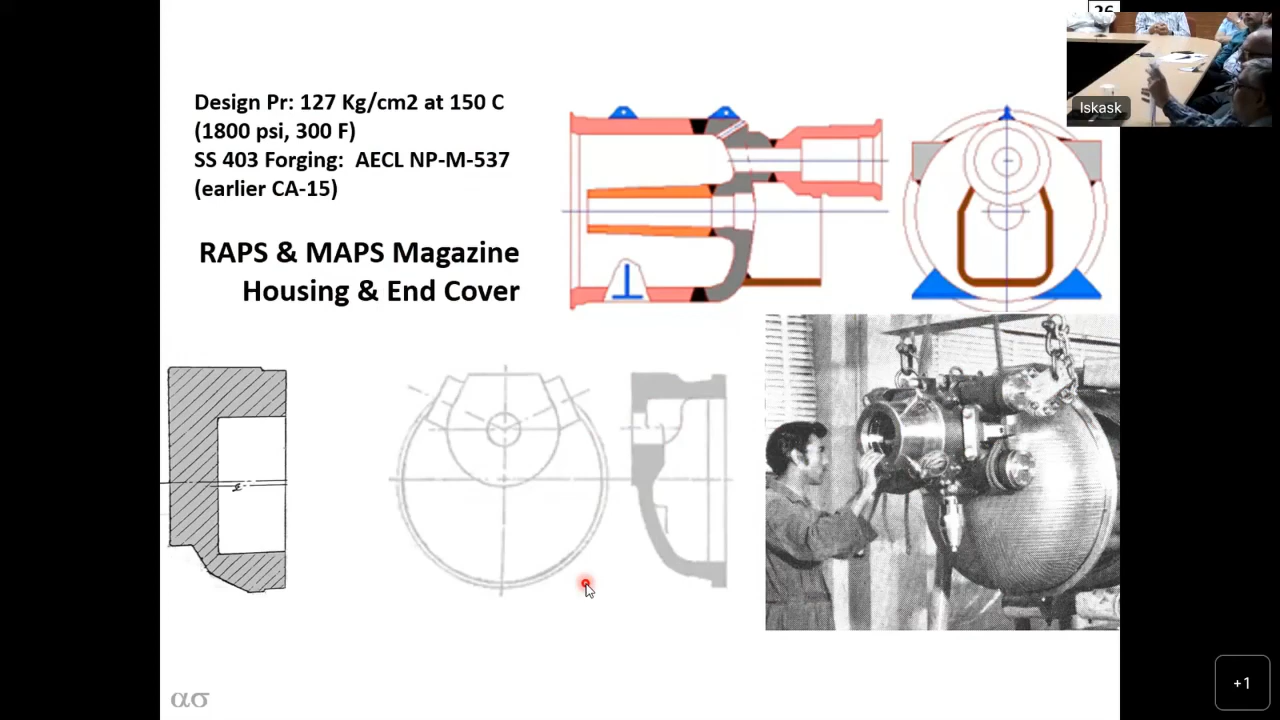 26
Iskask
Design Pr: 127 Kg/cm2 at 150 C
(1800 psi, 300 F)
SS 403 Forging: AECL NP-M-537
(earlier CA-15)
RAPS & MAPS Magazine
Housing & End Cover
ασ
+1